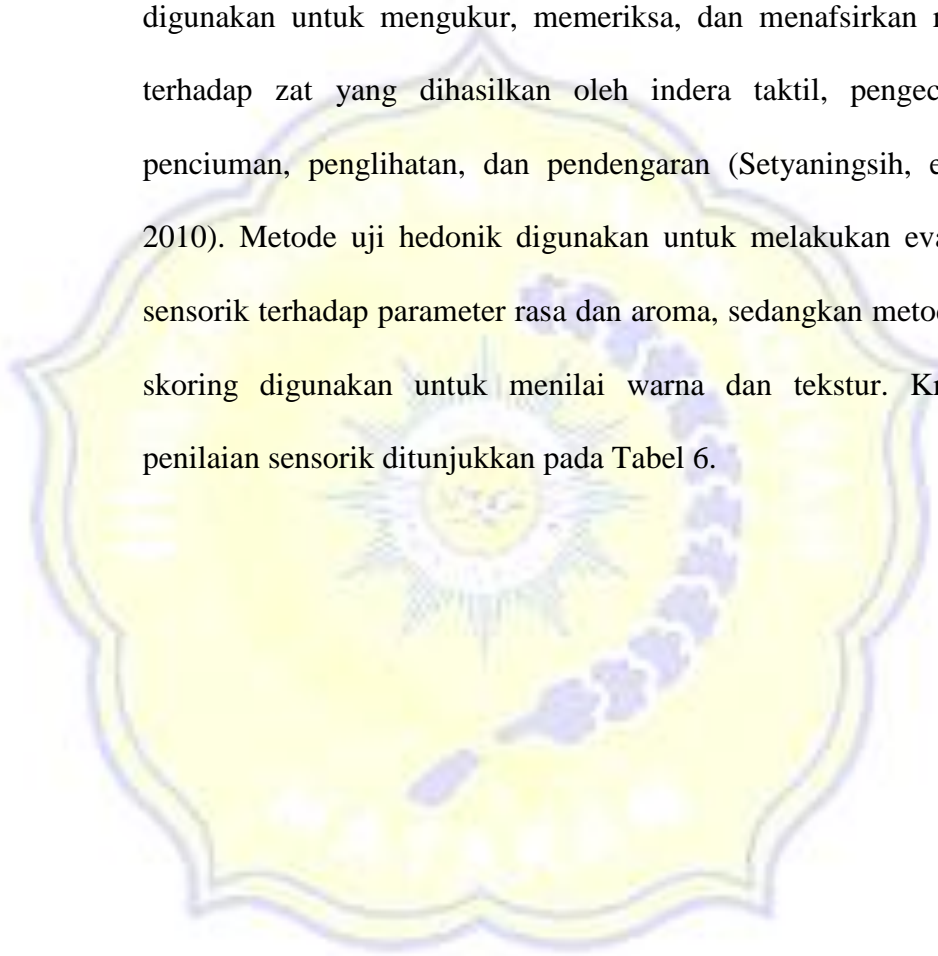 digunakan untuk mengukur, memeriksa, dan menafsirkan
terhadap zat yang dihasilkan oleh indera taktil,
penciuman, penglihatan, dan pendengaran (Setyaningsih,
2010). Metode uji hedonik digunakan untuk melakukan
sensorik terhadap parameter rasa dan aroma, sedangkan
skoring digunakan untuk menilai warna dan tekstur.
penilaian sensorik ditunjukkan pada Tabel 6.